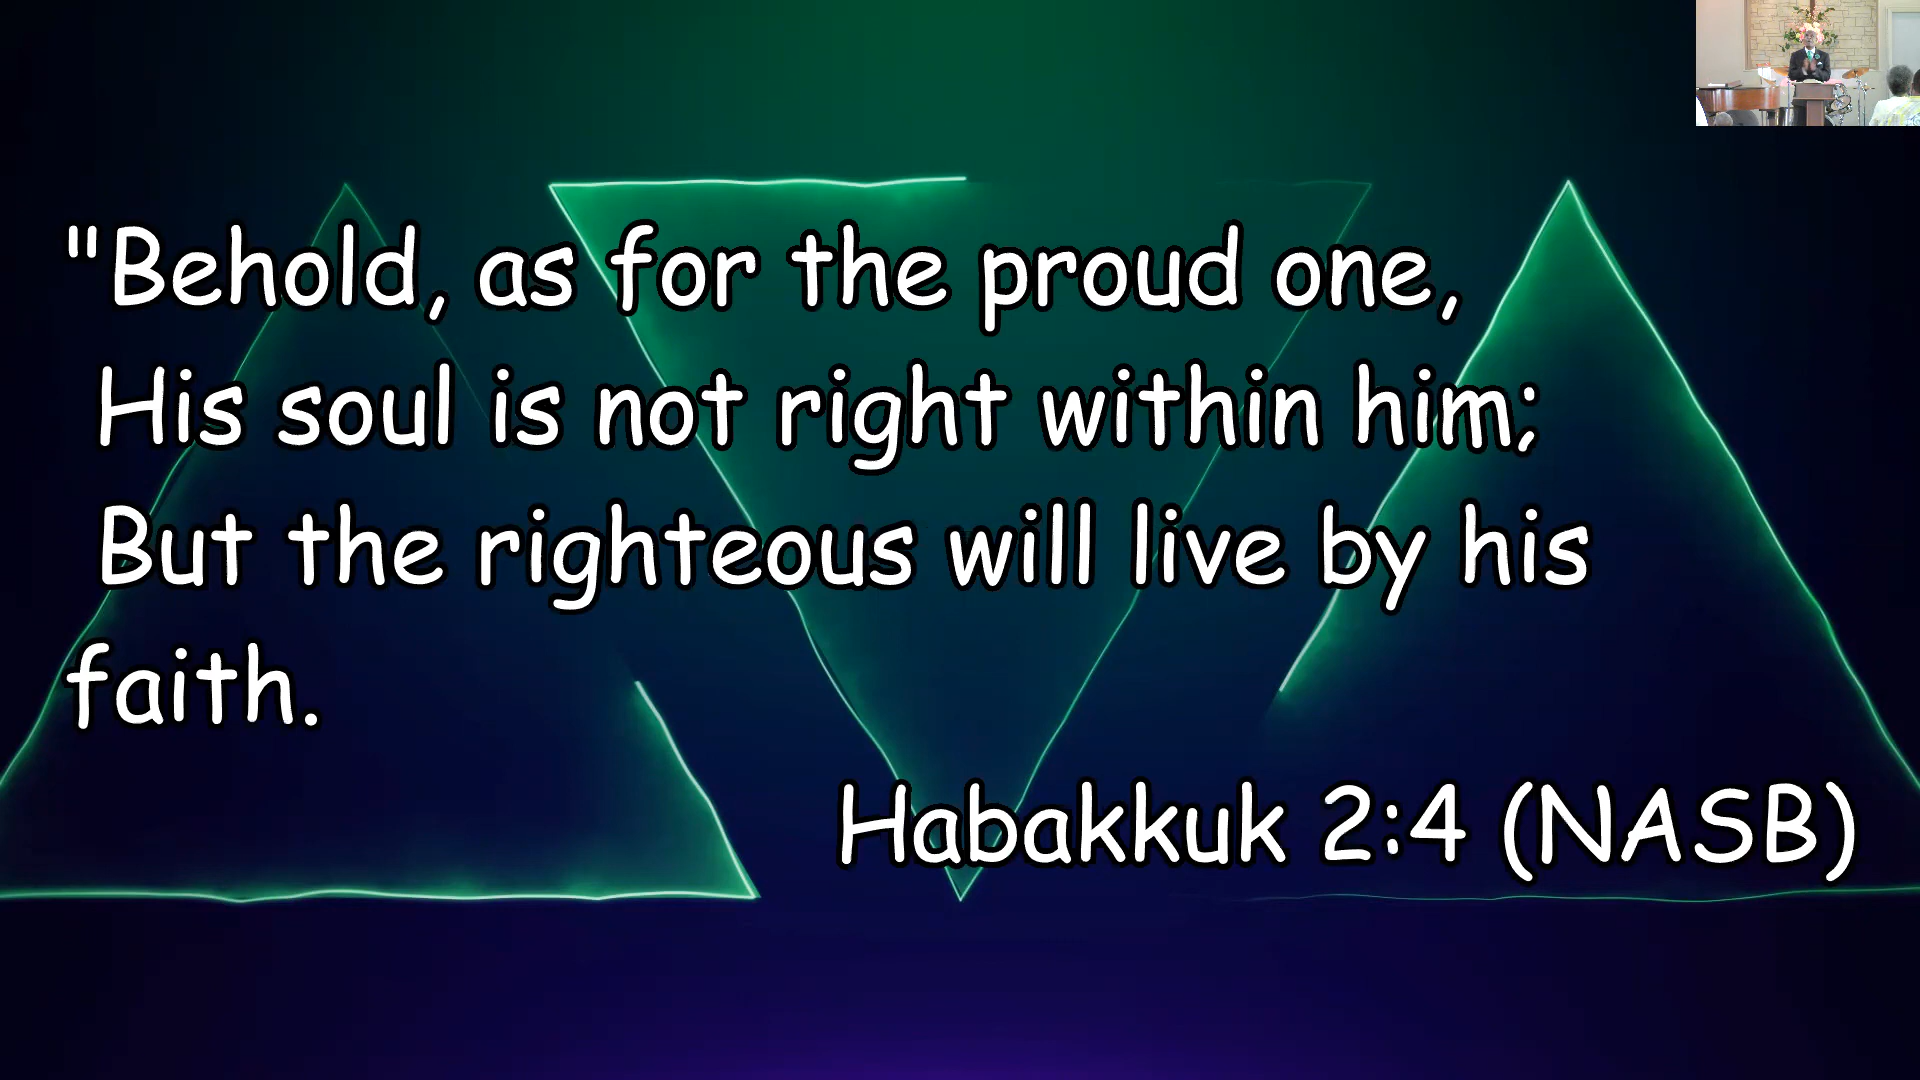 "Behold, as for the proud one,
His soul is not right within him;
But the righteous will live by his
faith.
Habakkuk 2:4 (NASB)